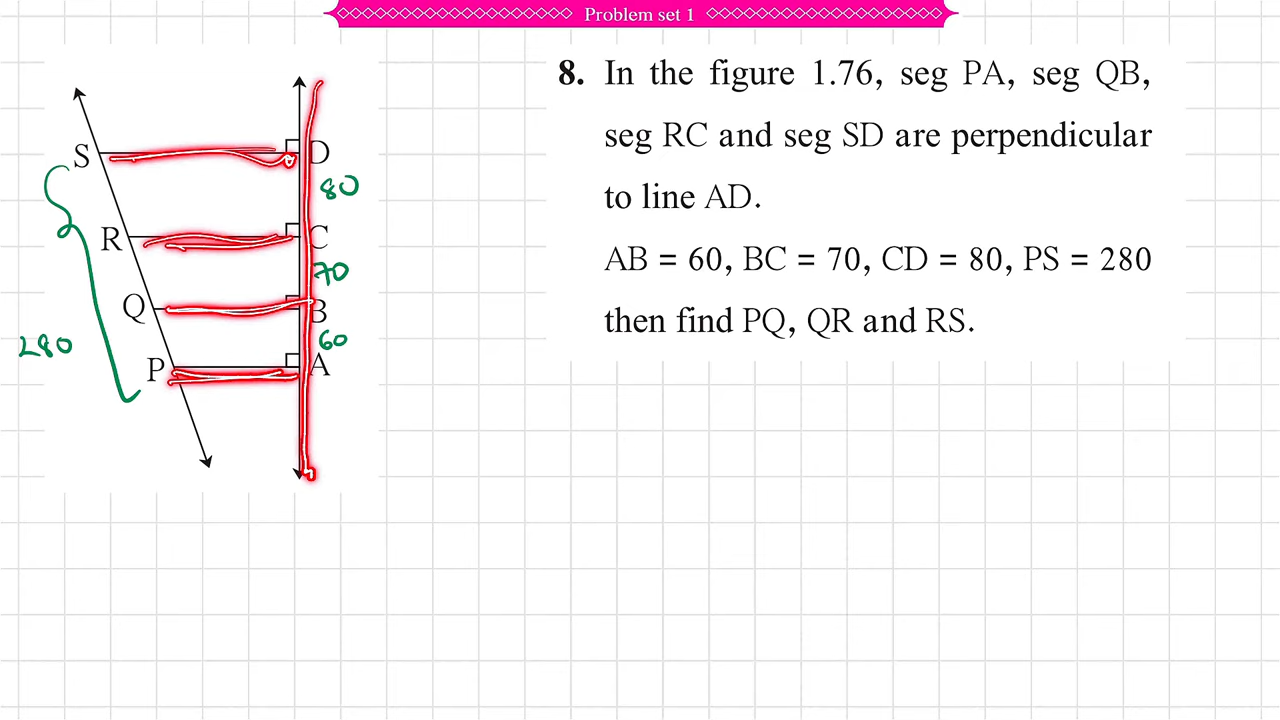 Problem set 1
8. In the figure 1.76, seg PA, seg QB,
seg RC and seg SD are perpendicular
to line AD.
AB = 60, BC = 70, CD = 80, PS = 280
then find PQ, QR and RS.
S D
80
R C
70
Q B
60
280
P A